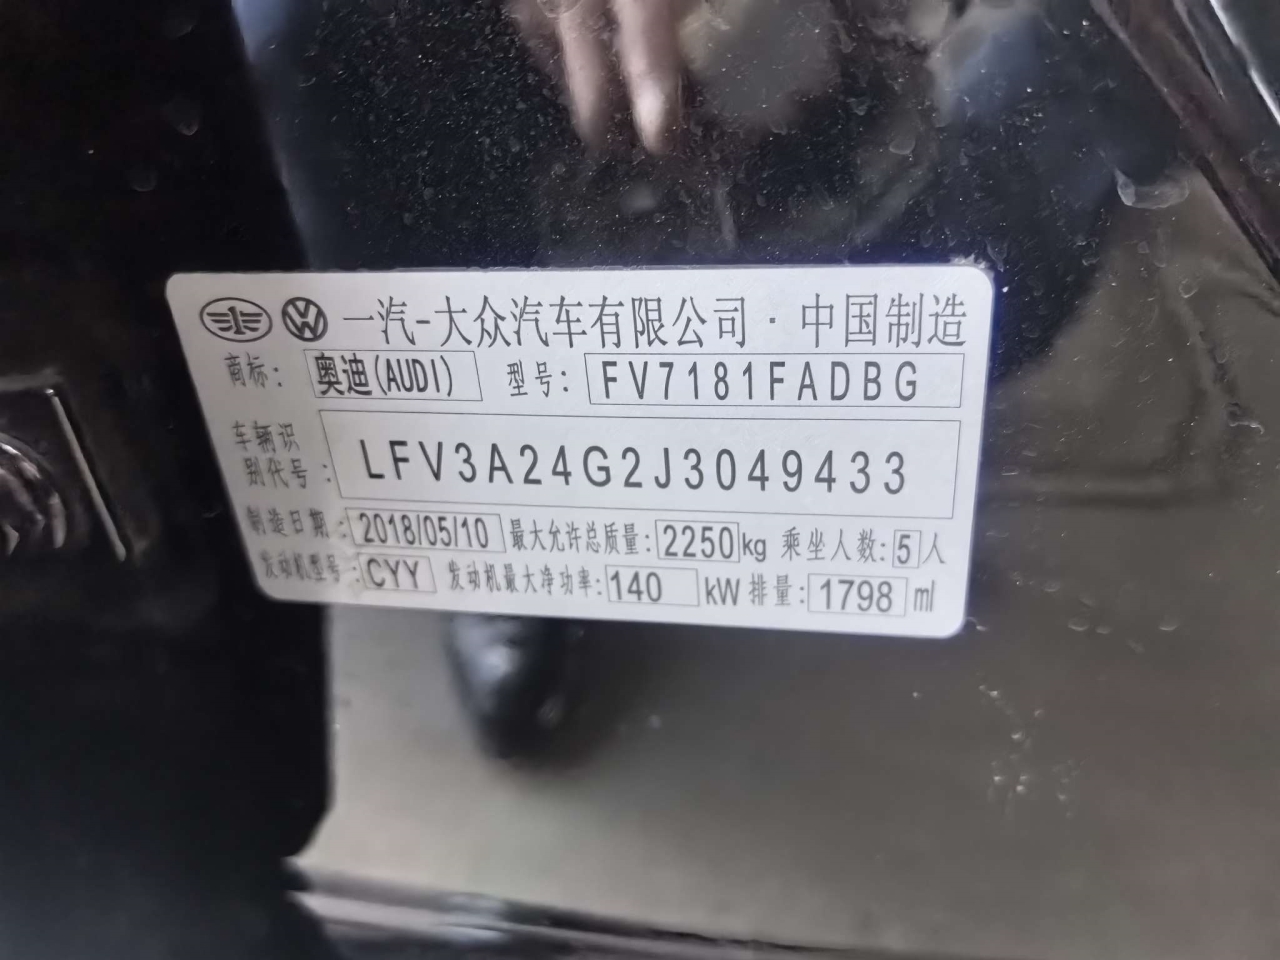 一汽-大众汽车有限公司·中国制造
商标: 奥迪(AUDI) 型号: FV7181FADBG
车辆识别代号: LFV3A24G2J3049433
制造日期: 2018/05/10 最大允许总质量: 2250kg 乘坐人数: 5人
发动机型号: CYY 发动机最大净功率: 140 kW 排量: 1798 ml